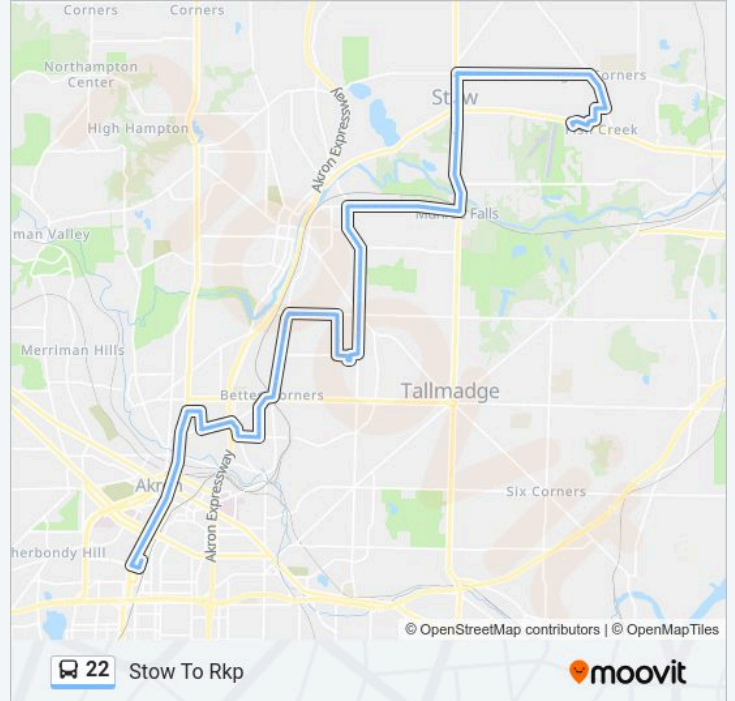 Corners
Corners
Northampton
Center
High Hampton
Akron Expressway
Corners
Creek
man Valley
Falls
Merriman Hills
Corners
Tallmadge
Akron Expressway
Six Corners
herbondy Hill
© OpenStreetMap contributors | © OpenMapTiles
22
Stow To Rkp
moovit